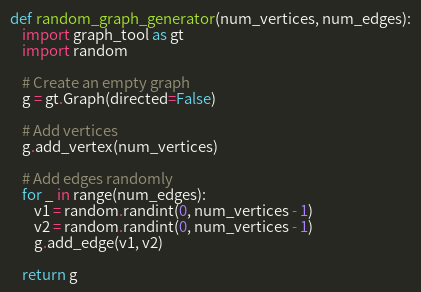 def random_graph_generator(num_vertices, num_edges):
    import graph_tool as gt
    import random

    # Create an empty graph
    g = gt.Graph(directed=False)

    # Add vertices
    g.add_vertex(num_vertices)

    # Add edges randomly
    for _ in range(num_edges):
        v1 = random.randint(0, num_vertices - 1)
        v2 = random.randint(0, num_vertices - 1)
        g.add_edge(v1, v2)

    return g